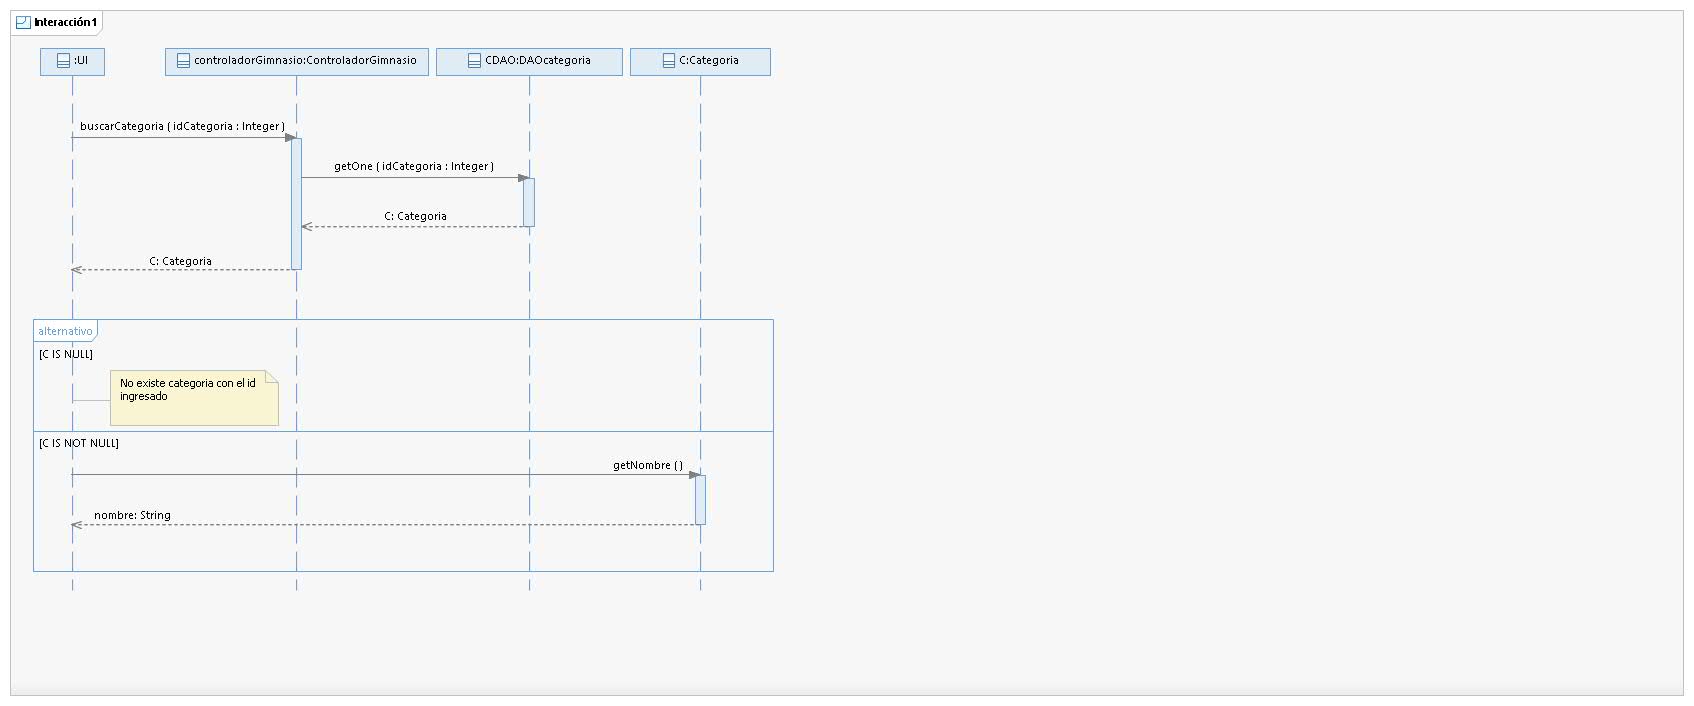 Interacción1
:UI
controladorGimnasio:ControladorGimnasio
CDAO:DAOcategoria
C:Categoria
buscarCategoria ( idCategoria : Integer )
getOne ( idCategoria : Integer )
C: Categoria
C: Categoria
alternativo
[C IS NULL]
No existe categoria con el id
ingresado
[C IS NOT NULL]
getNombre ( )
nombre: String